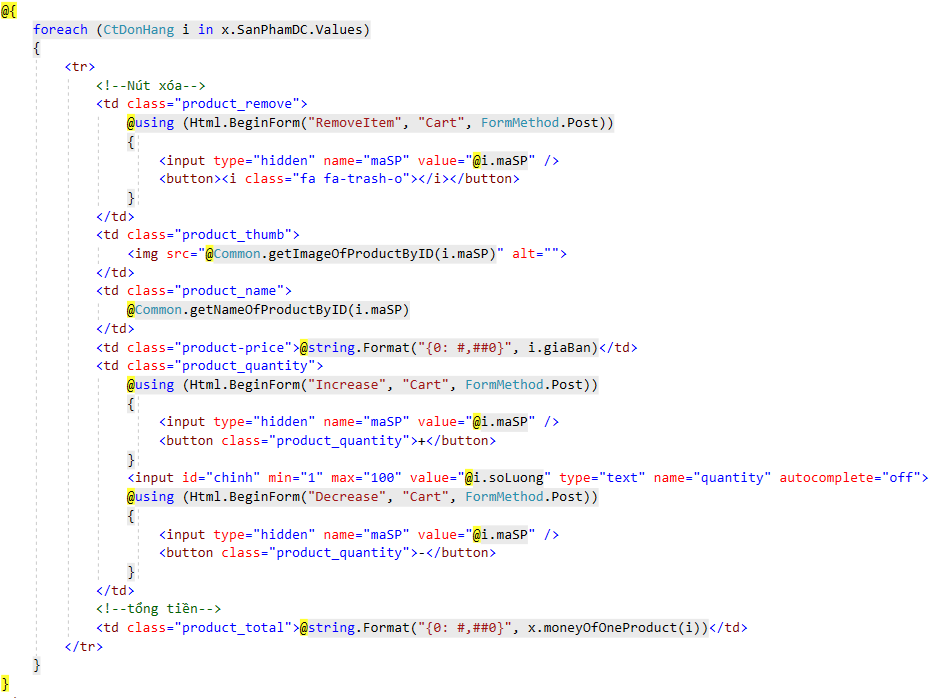 @{
foreach (CtDonHang i in x.SanPhamDC.Values)
{
<tr>
<!--Nút xóa-->
<td class="product_remove">
@using (Html.BeginForm("RemoveItem", "Cart", FormMethod.Post))
{
<input type="hidden" name="maSP" value="@i.maSP" />
<button><i class="fa fa-trash-o"></i></button>
}
</td>
<td class="product_thumb">
<img src="@Common.getImageOfProductByID(i.maSP)" alt="">
</td>
<td class="product_name">
@Common.getNameOfProductByID(i.maSP)
</td>
<td class="product-price">@string.Format("{0: #,##0}", i.giaBan)</td>
<td class="product_quantity">
@using (Html.BeginForm("Increase", "Cart", FormMethod.Post))
{
<input type="hidden" name="maSP" value="@i.maSP" />
<button class="product_quantity">+</button>
}
<input id="chinh" min="1" max="100" value="@i.soLuong" type="text" name="quantity" autocomplete="off">
@using (Html.BeginForm("Decrease", "Cart", FormMethod.Post))
{
<input type="hidden" name="maSP" value="@i.maSP" />
<button class="product_quantity">-</button>
}
</td>
<!--tổng tiền-->
<td class="product_total">@string.Format("{0: #,##0}", x.moneyOfOneProduct(i))</td>
</tr>
}
}